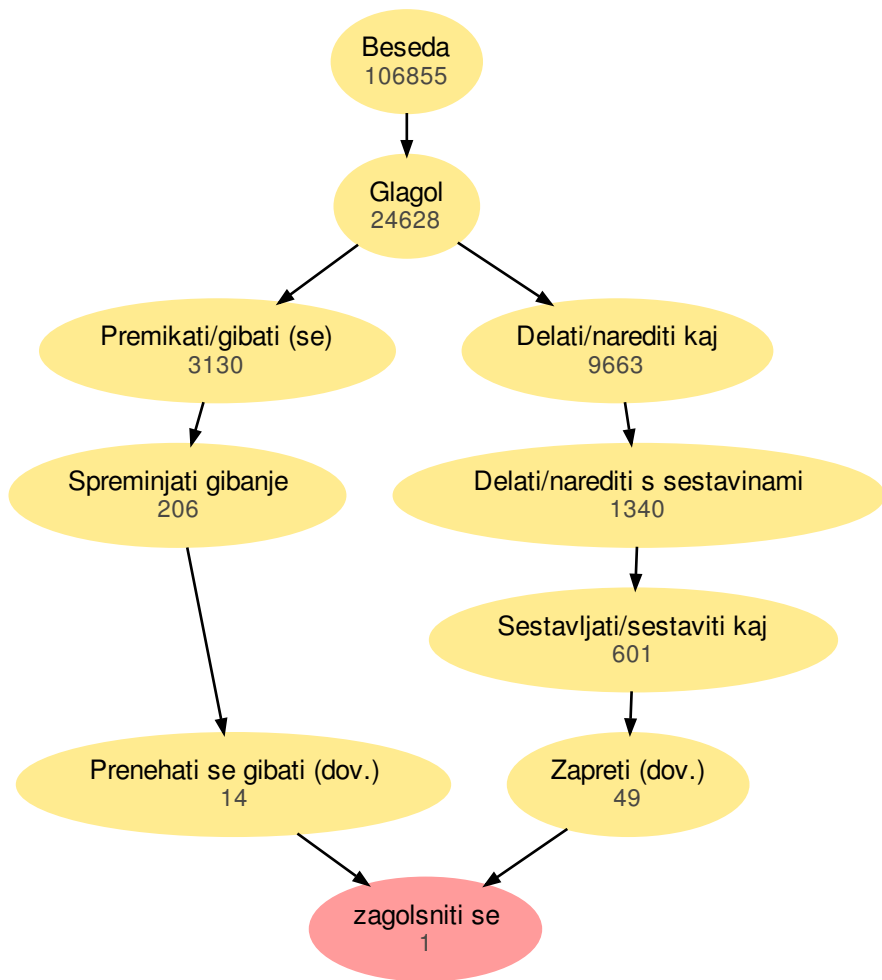 Beseda
106855
Glagol
24628
Premikati/gibati (se)
3130
Delati/narediti kaj
9663
Spreminjati gibanje
206
Delati/narediti s sestavinami
1340
Sestavljati/sestaviti kaj
601
Prenehati se gibati (dov.)
14
Zapreti (dov.)
49
zagolsniti se
1